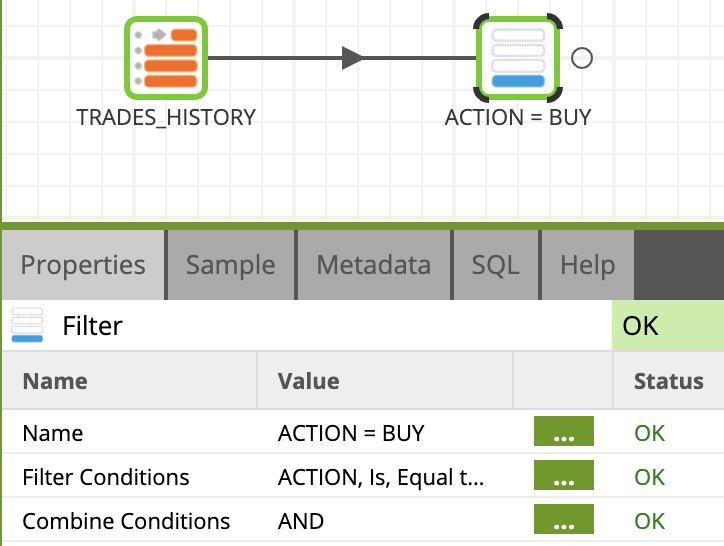 TRADES_HISTORY ACTION = BUY
Properties Sample Metadata SQL Help
Filter OK
Name Value Status
Name ACTION = BUY ... OK
Filter Conditions ACTION, Is, Equal t... ... OK
Combine Conditions AND ... OK